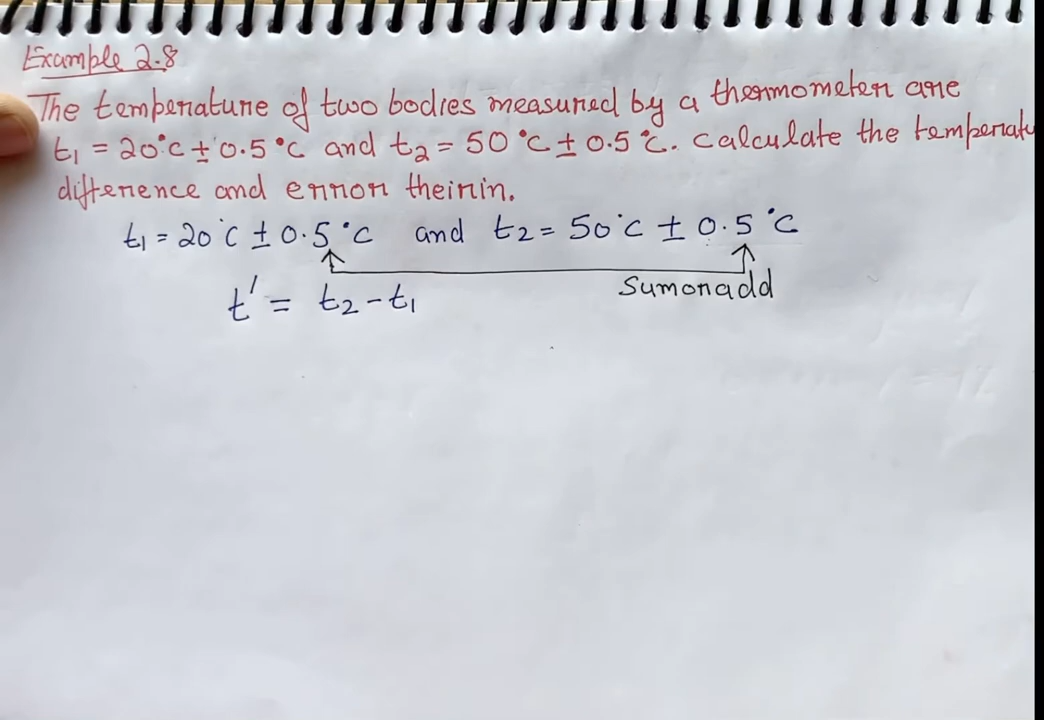 Example 2.8
The temperature of two bodies measured by a thermometer are
t₁ = 20°c ± 0.5 °C and t₂ = 50 °C ± 0.5 °C. calculate the temperatu
difference and error theirin.
t₁ = 20°C ± 0.5 °C and t₂ = 50°C ± 0.5 °C
Sumonadd
t' = t₂ - t₁